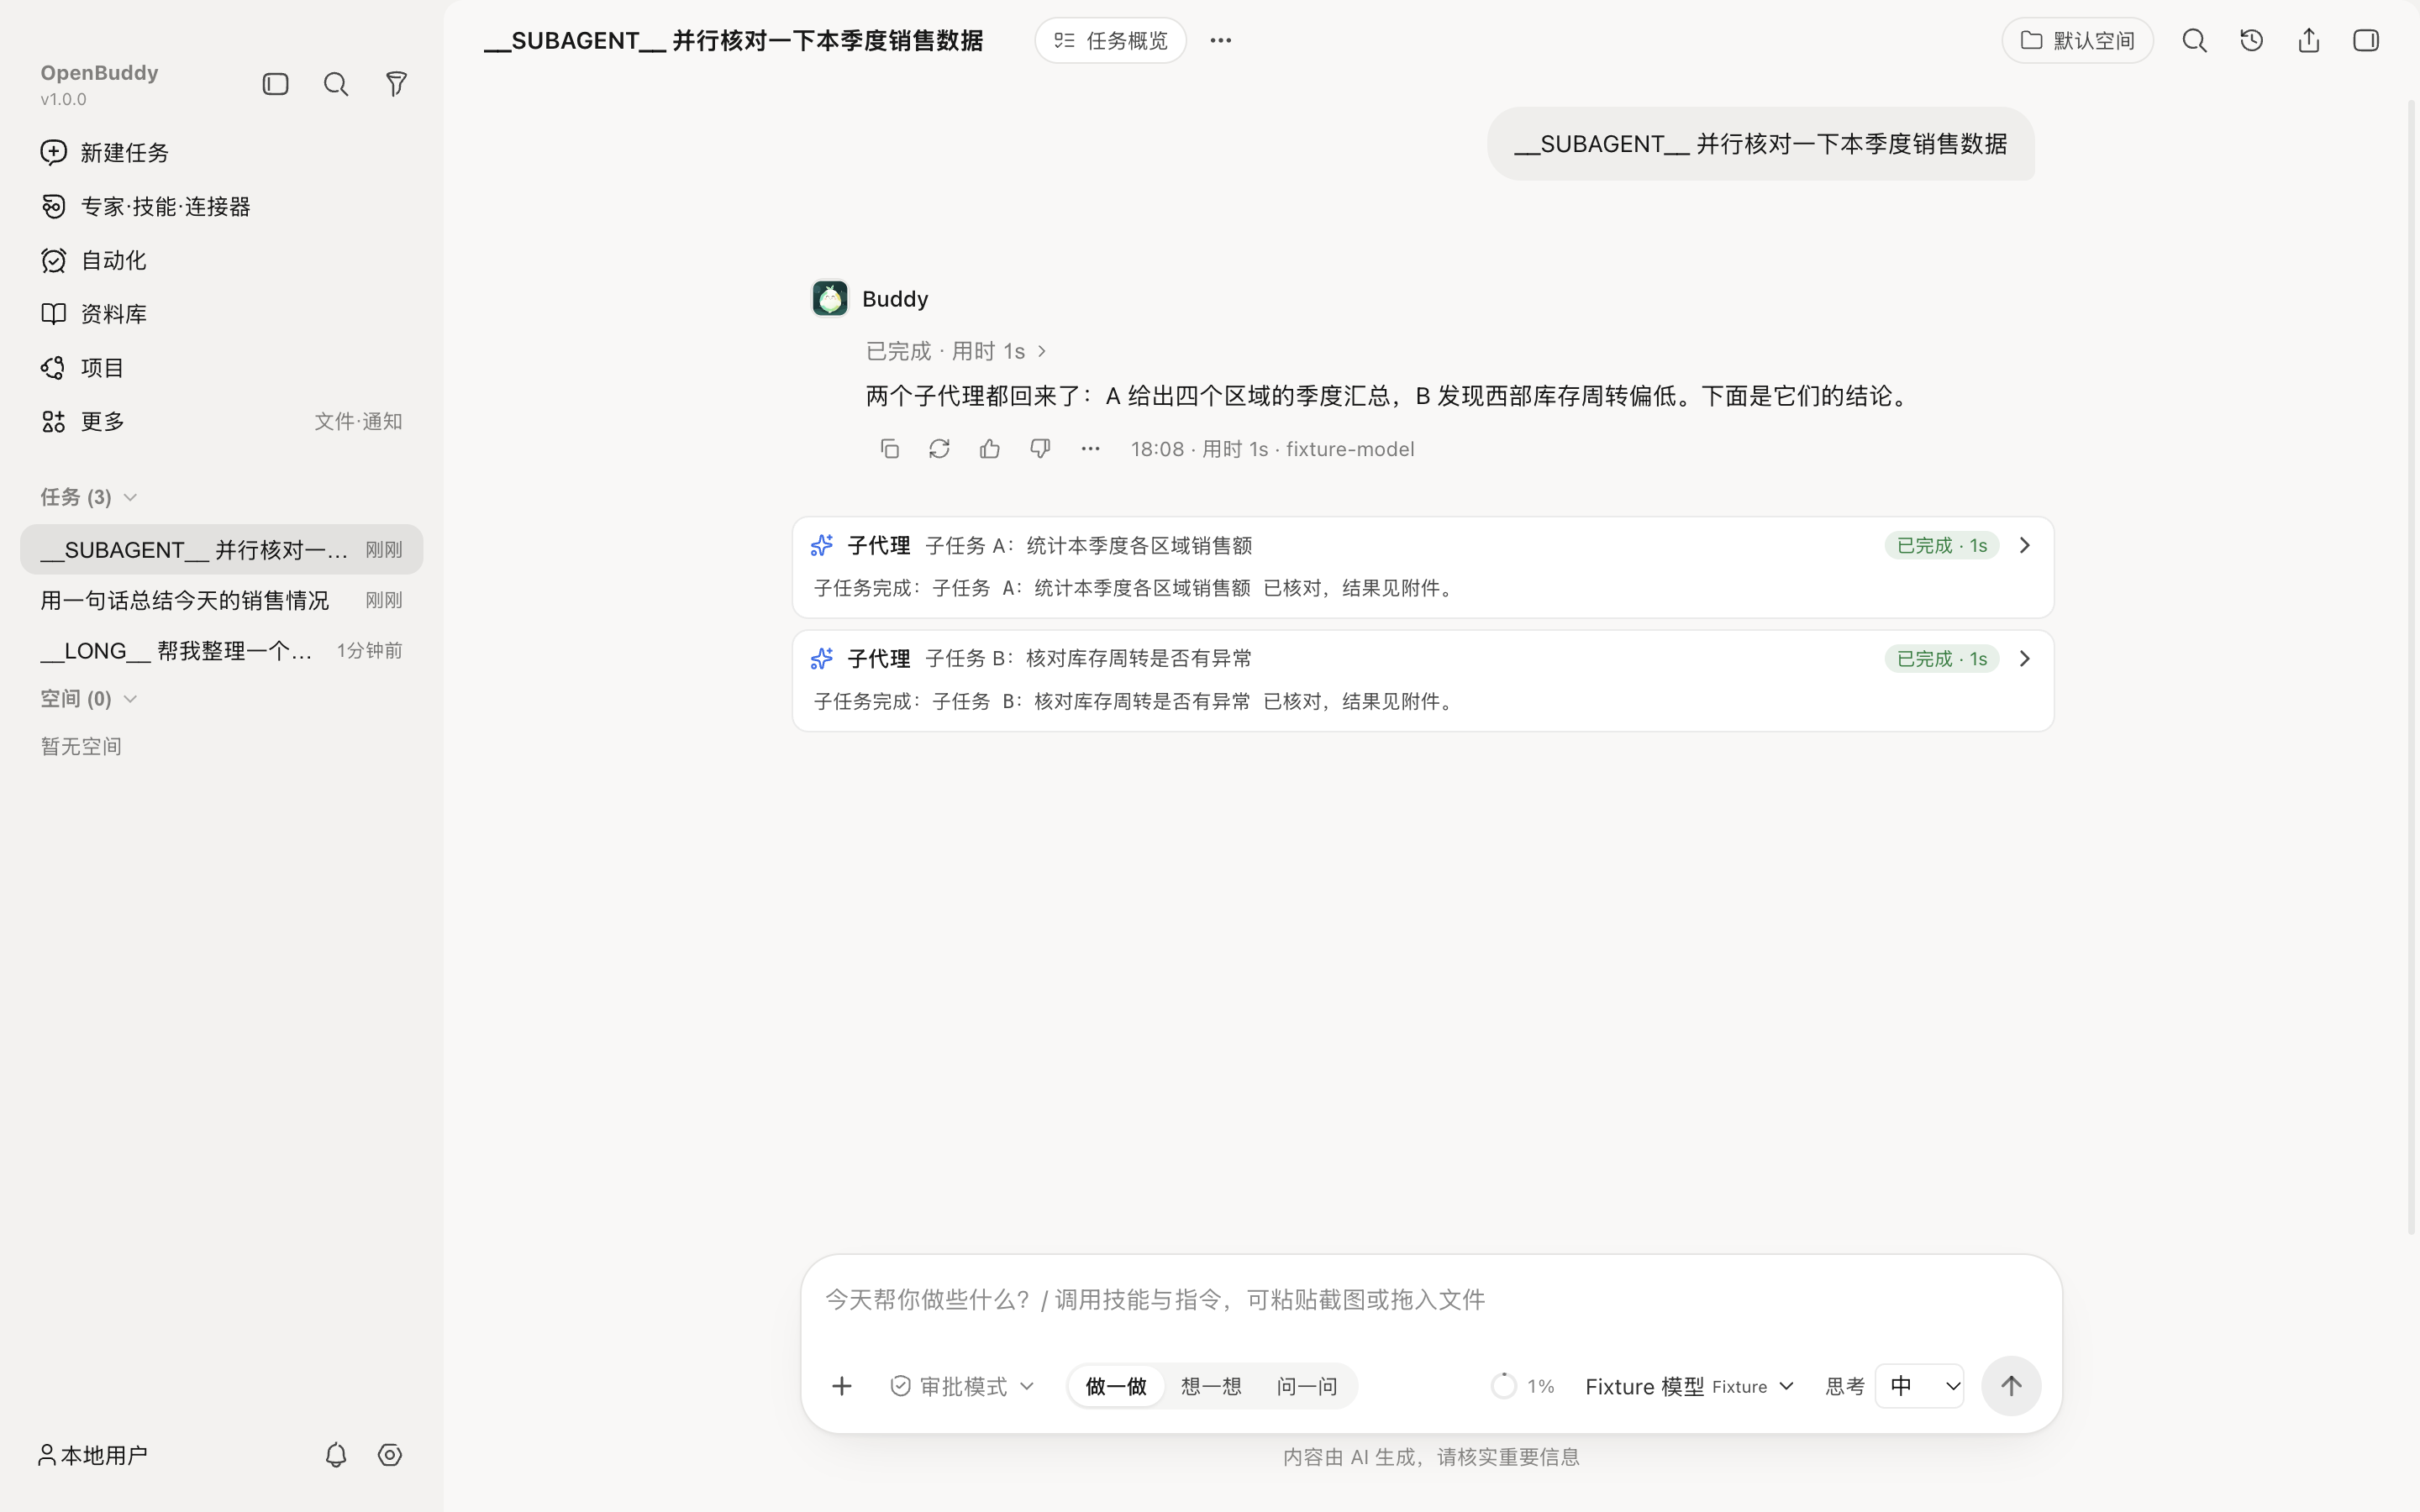 OpenBuddy
v1.0.0
新建任务
专家·技能·连接器
自动化
资料库
项目
更多 文件·通知
任务 (3)
__SUBAGENT__ 并行核对一... 刚刚
用一句话总结今天的销售情况 刚刚
__LONG__ 帮我整理一个... 1分钟前
空间 (0)
暂无空间
本地用户
__SUBAGENT__ 并行核对一下本季度销售数据 任务概览 默认空间
__SUBAGENT__ 并行核对一下本季度销售数据
Buddy
已完成 · 用时 1s
两个子代理都回来了：A 给出四个区域的季度汇总，B 发现西部库存周转偏低。下面是它们的结论。
18:08 · 用时 1s · fixture-model
子代理 子任务 A：统计本季度各区域销售额 已完成 · 1s
子任务完成：子任务 A：统计本季度各区域销售额 已核对，结果见附件。
子代理 子任务 B：核对库存周转是否有异常 已完成 · 1s
子任务完成：子任务 B：核对库存周转是否有异常 已核对，结果见附件。
今天帮你做些什么？/ 调用技能与指令，可粘贴截图或拖入文件
审批模式 做一做 想一想 问一问 1% Fixture 模型 Fixture 思考 中
内容由 AI 生成，请核实重要信息